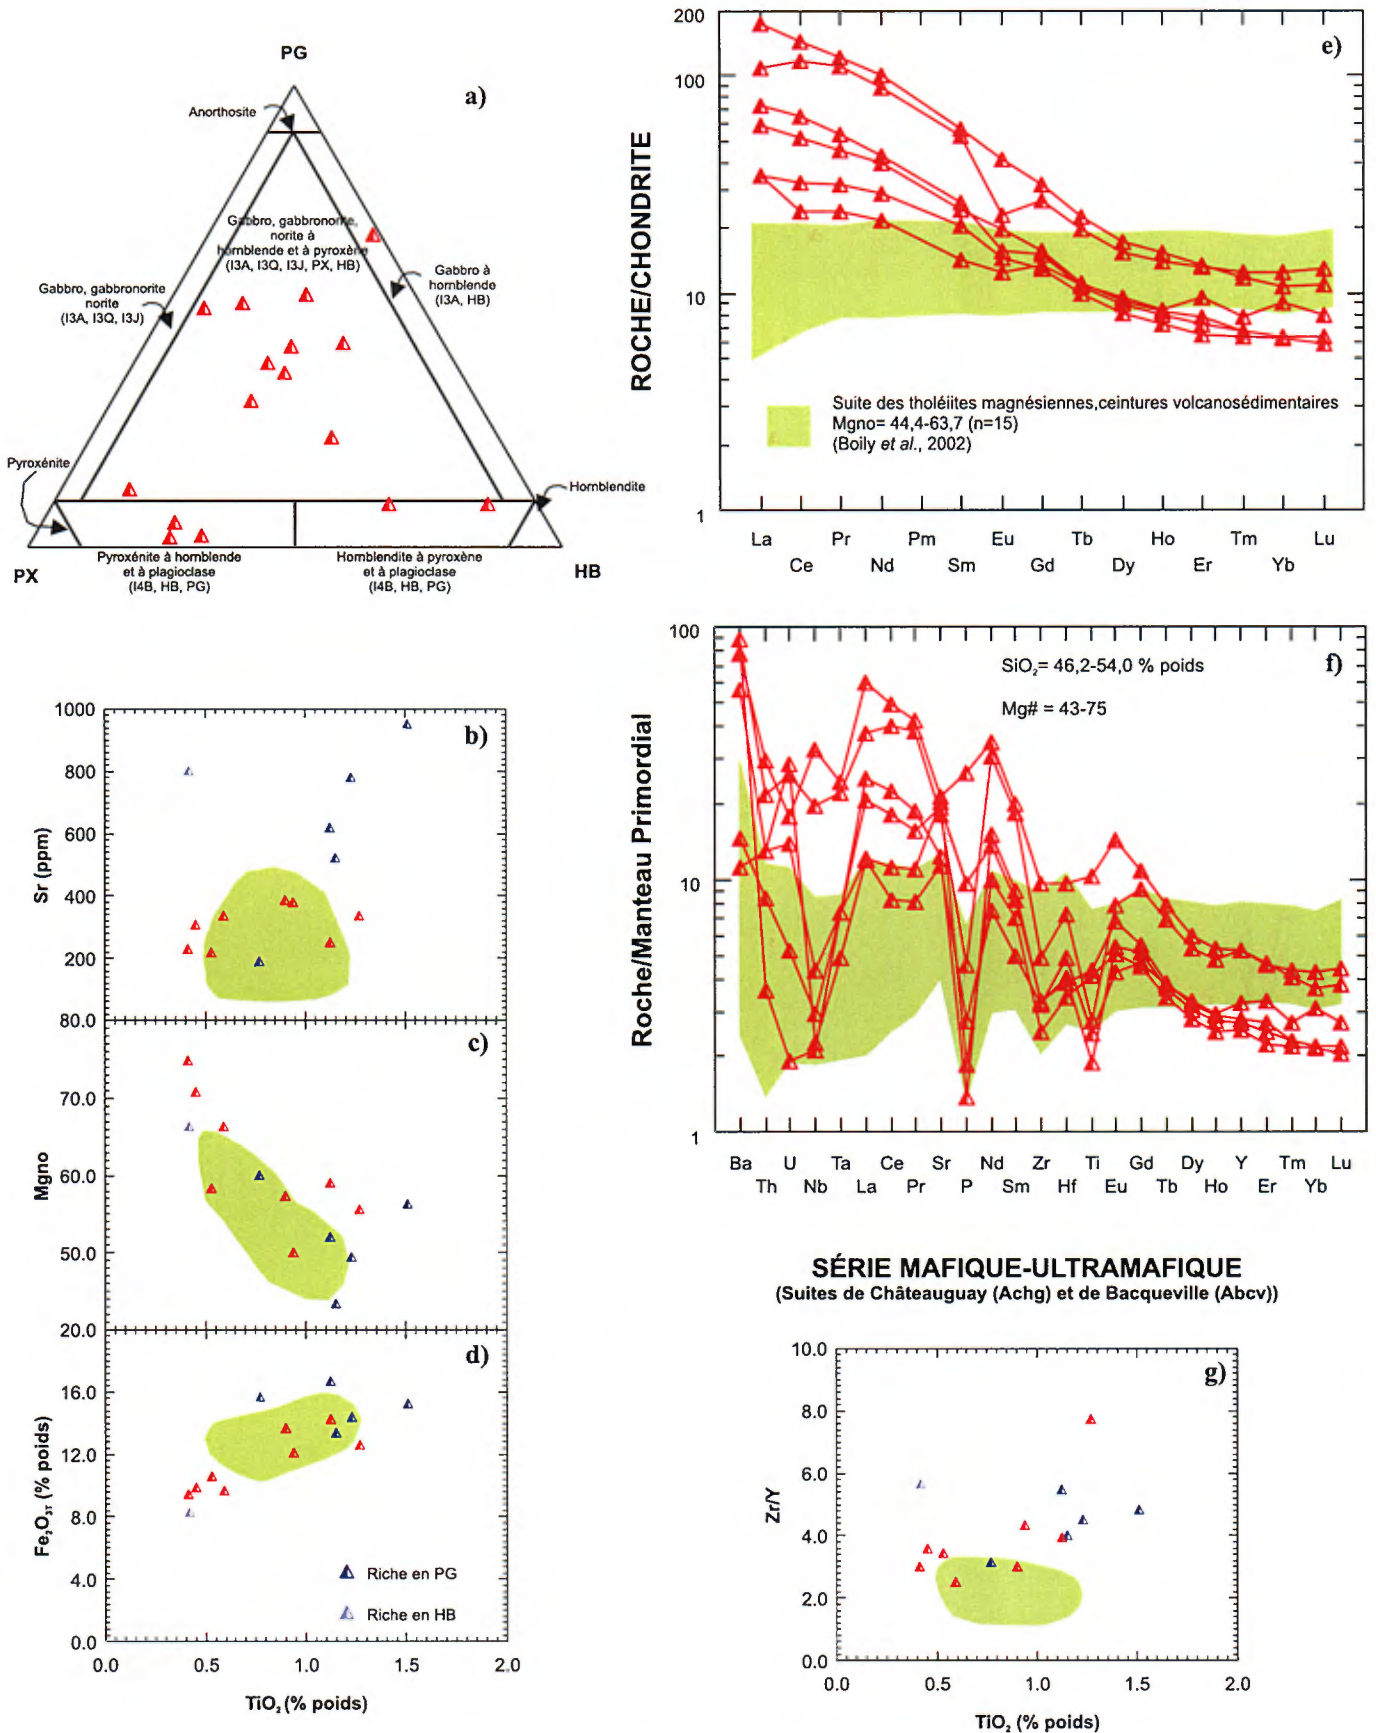 PG
a)
Anorthosite
Gabbro, gabbronorite,
norite à
hornblende et à pyroxène
(I3A, I3Q, I3J, PX, HB)
Gabbro à
hornblende
(I3A, HB)
Gabbro, gabbronorite
norite
(I3A, I3Q, I3J)
Pyroxénite
Hornblendite
Pyroxénite à hornblende
et à plagioclase
(I4B, HB, PG)
Hornblendite à pyroxène
et à plagioclase
(I4B, HB, PG)
PX
HB
e)
200
100
10
1
ROCHE/CHONDRITE
Suite des tholéiites magnésiennes,ceintures volcanosédimentaires
Mgno= 44,4-63,7 (n=15)
(Boily et al., 2002)
La Pr Pm Eu Tb Ho Tm Lu
Ce Nd Sm Gd Dy Er Yb
f)
100
10
1
Roche/Manteau Primordial
SiO₂= 46,2-54,0 % poids
Mg# = 43-75
Ba U Ta Ce Sr Nd Zr Ti Gd Dy Y Tm Lu
Th Nb La Pr P Sm Hf Eu Tb Ho Er Yb
b)
1000
800
600
400
200
80.0
Sr (ppm)
c)
70.0
60.0
50.0
20.0
Mgno
d)
16.0
12.0
8.0
4.0
0.0
Fe₂O₃T (% poids)
Riche en PG
Riche en HB
0.0 0.5 1.0 1.5 2.0
TiO₂ (% poids)
SÉRIE MAFIQUE-ULTRAMAFIQUE
(Suites de Châteauguay (Achg) et de Bacqueville (Abcv))
g)
10.0
8.0
6.0
4.0
2.0
0.0
Zr/Y
0.0 0.5 1.0 1.5 2.0
TiO₂ (% poids)